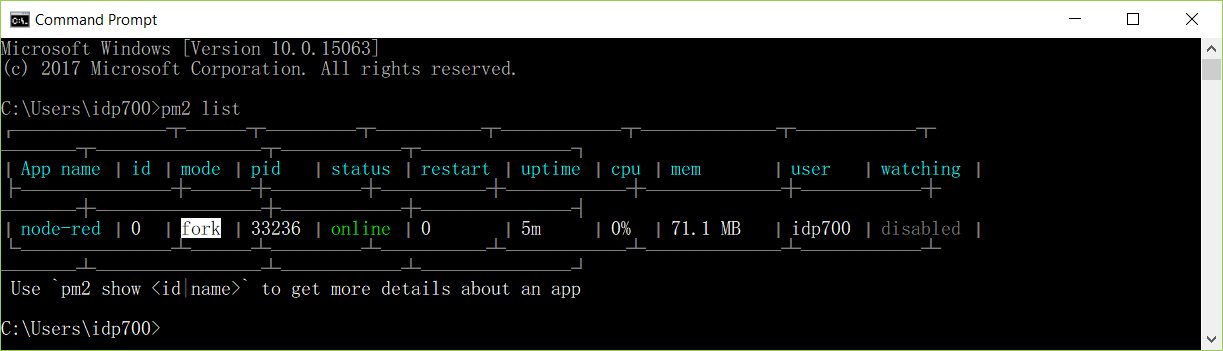 Command Prompt
Microsoft Windows [Version 10.0.15063]
(c) 2017 Microsoft Corporation. All rights reserved.
C:\Users\idp700>pm2 list
| App name | id | mode | pid | status | restart | uptime | cpu | mem | user | watching |
| node-red | 0 | fork | 33236 | online | 0 | 5m | 0% | 71.1 MB | idp700 | disabled |
Use `pm2 show <id|name>` to get more details about an app
C:\Users\idp700>